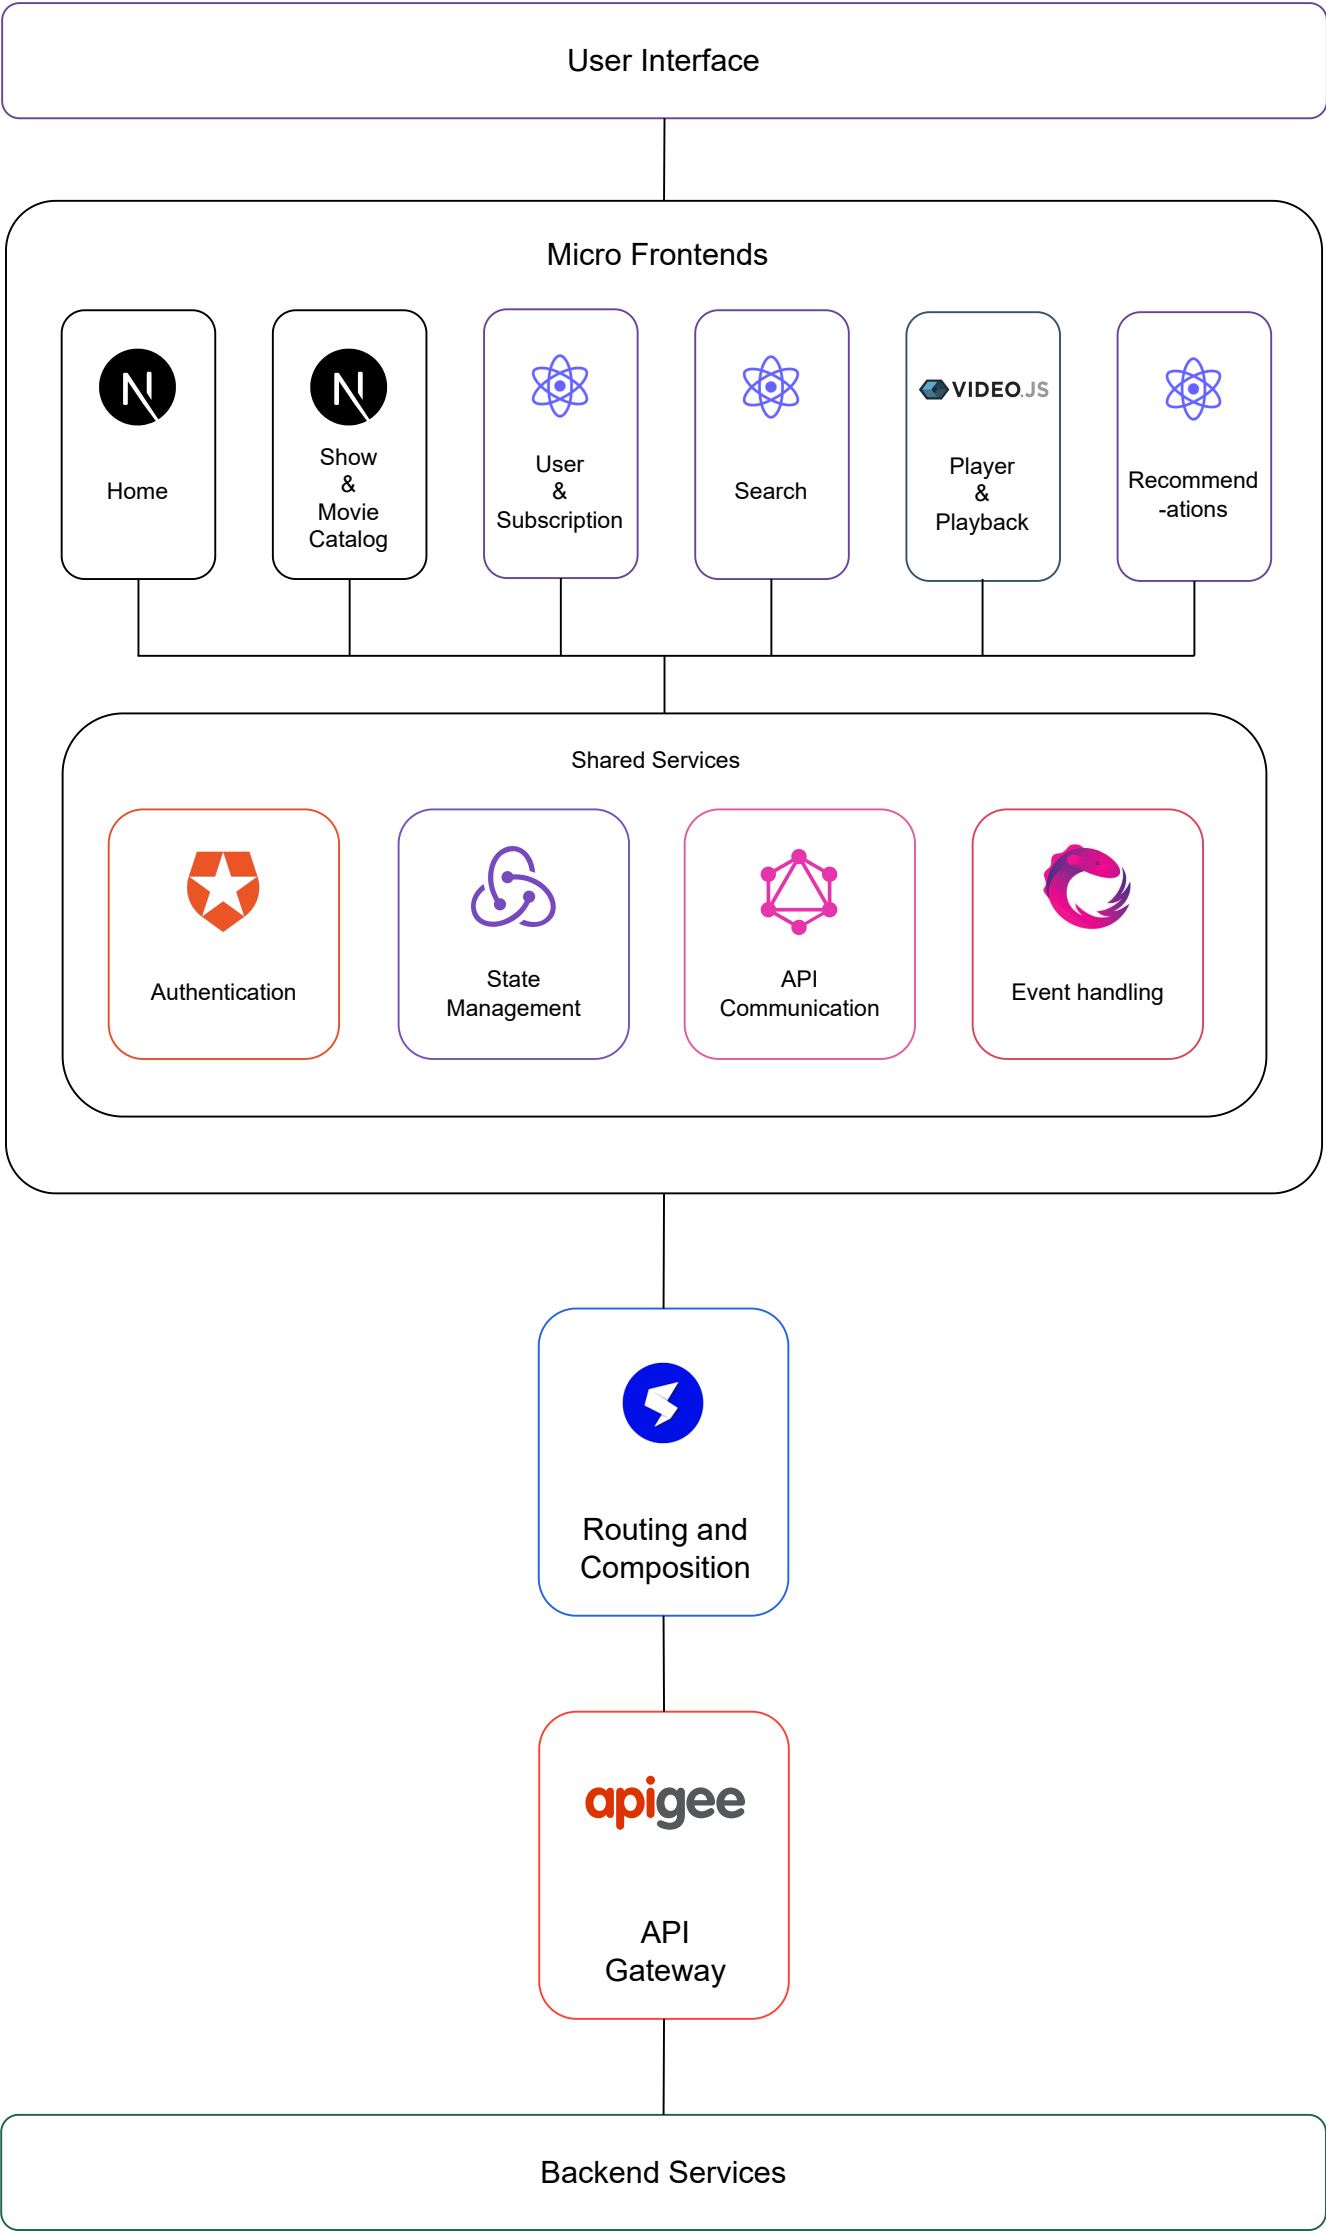 User Interface
Micro Frontends
Home
Show
&
Movie
Catalog
User
&
Subscription
Search
VIDEO.JS
Player
&
Playback
Recommend
-ations
Shared Services
Authentication
State
Management
API
Communication
Event handling
Routing and
Composition
apigee
API
Gateway
Backend Services